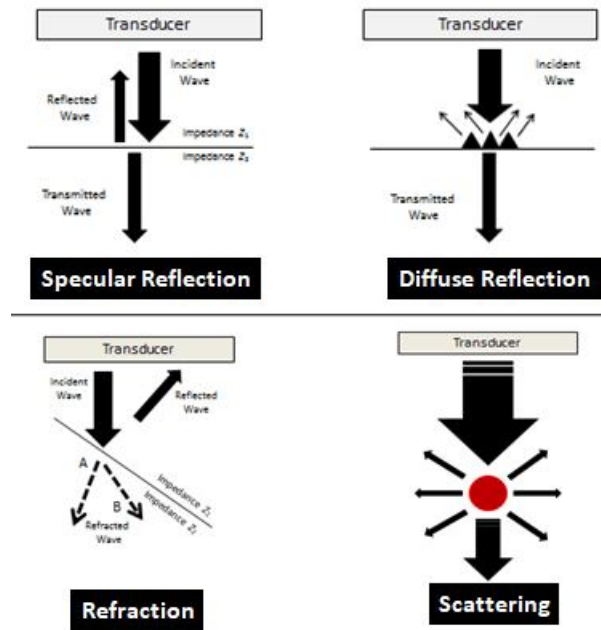 Transducer
Incident
Wave
Reflected
Wave
Impedance Z₁
Impedance Z₂
Transmitted
Wave
Specular Reflection
Transducer
Incident
Wave
Transmitted
Wave
Diffuse Reflection
Transducer
Incident
Wave
Reflected
Wave
A
B
Impedance Z₁
Impedance Z₂
Refracted
Wave
Refraction
Transducer
Scattering